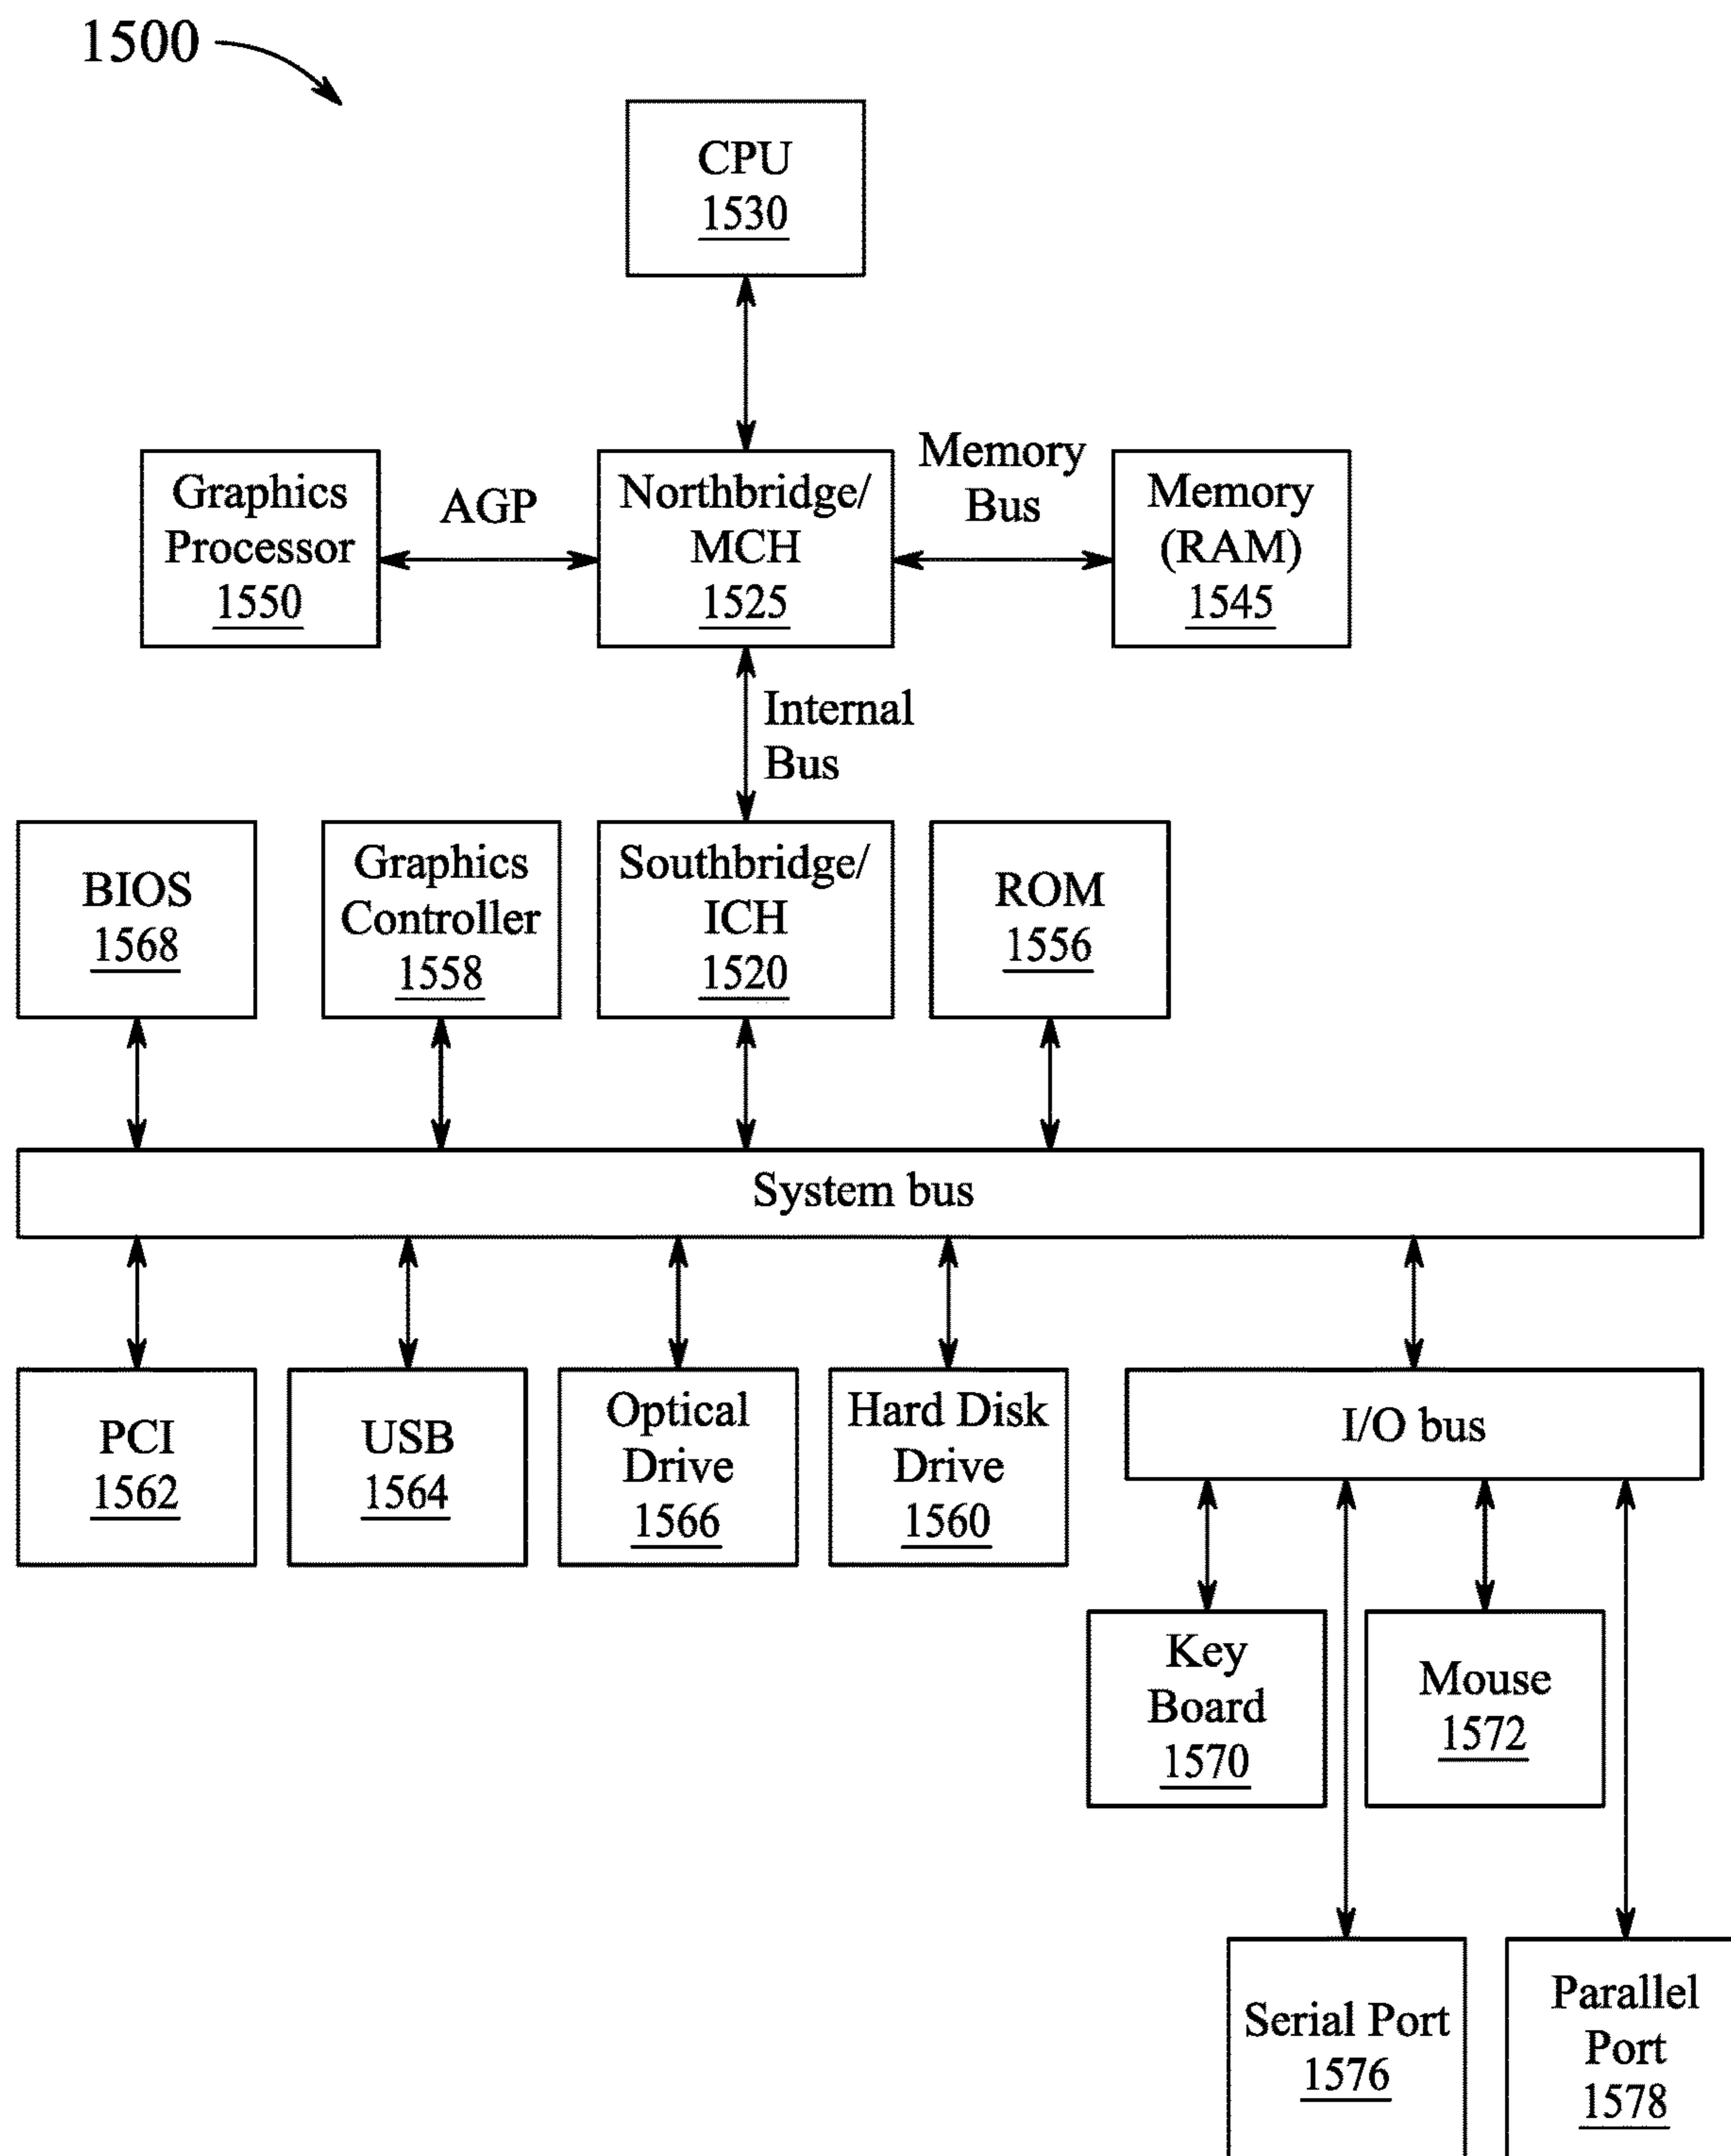 1500
CPU
1530
Graphics
Processor
1550
AGP
Northbridge/
MCH
1525
Memory
Bus
Memory
(RAM)
1545
Internal
Bus
BIOS
1568
Graphics
Controller
1558
Southbridge/
ICH
1520
ROM
1556
System bus
PCI
1562
USB
1564
Optical
Drive
1566
Hard Disk
Drive
1560
I/O bus
Key
Board
1570
Mouse
1572
Serial Port
1576
Parallel
Port
1578